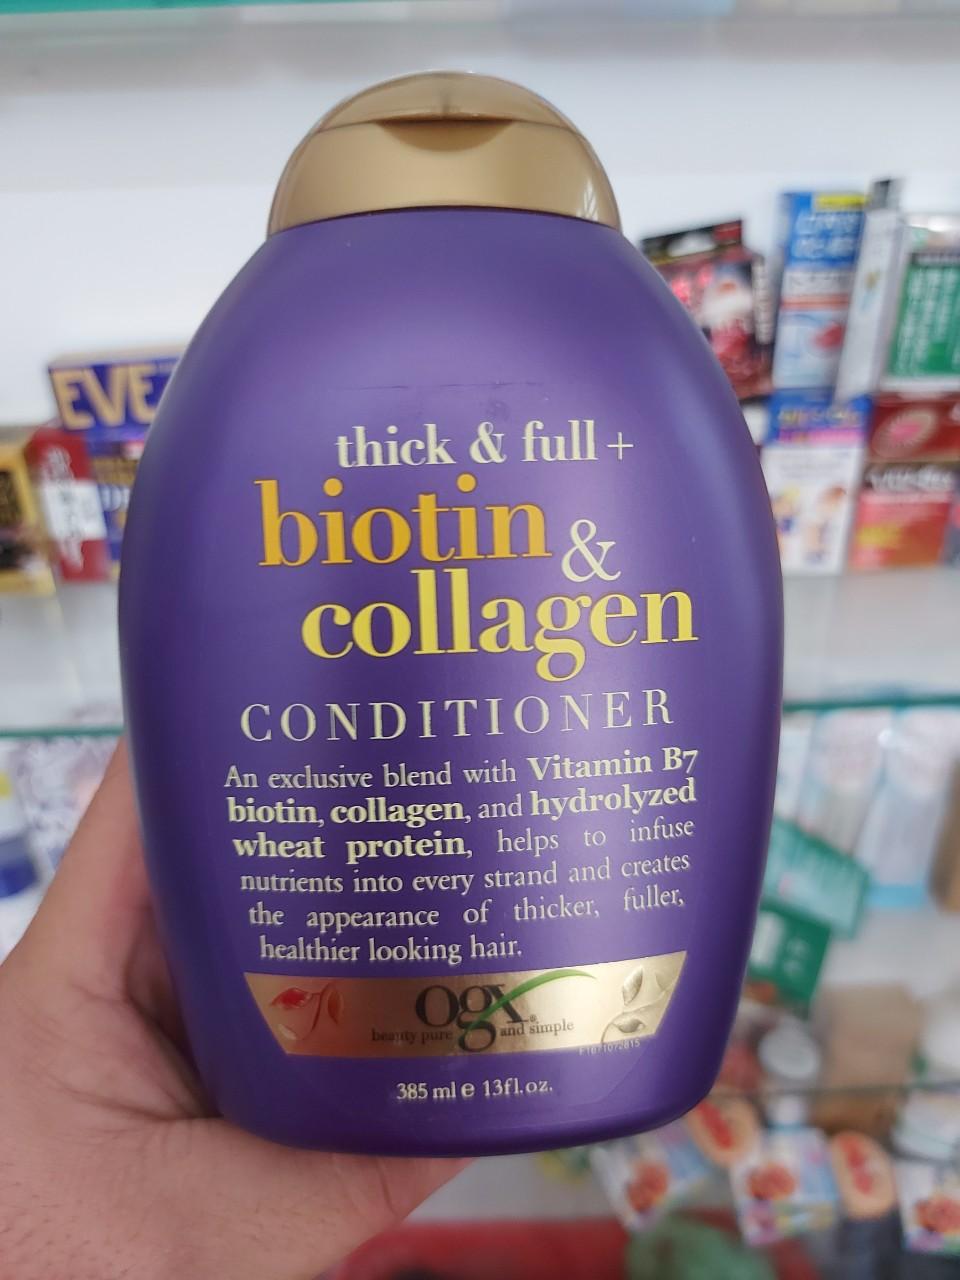 EVE
thick & full +
biotin &
collagen
CONDITIONER
An exclusive blend with Vitamin B7
biotin, collagen, and hydrolyzed
wheat protein, helps to infuse
nutrients into every strand and creates
the appearance of thicker, fuller,
healthier looking hair.
ogx®
beauty pure and simple
385 ml e 13fl.oz.